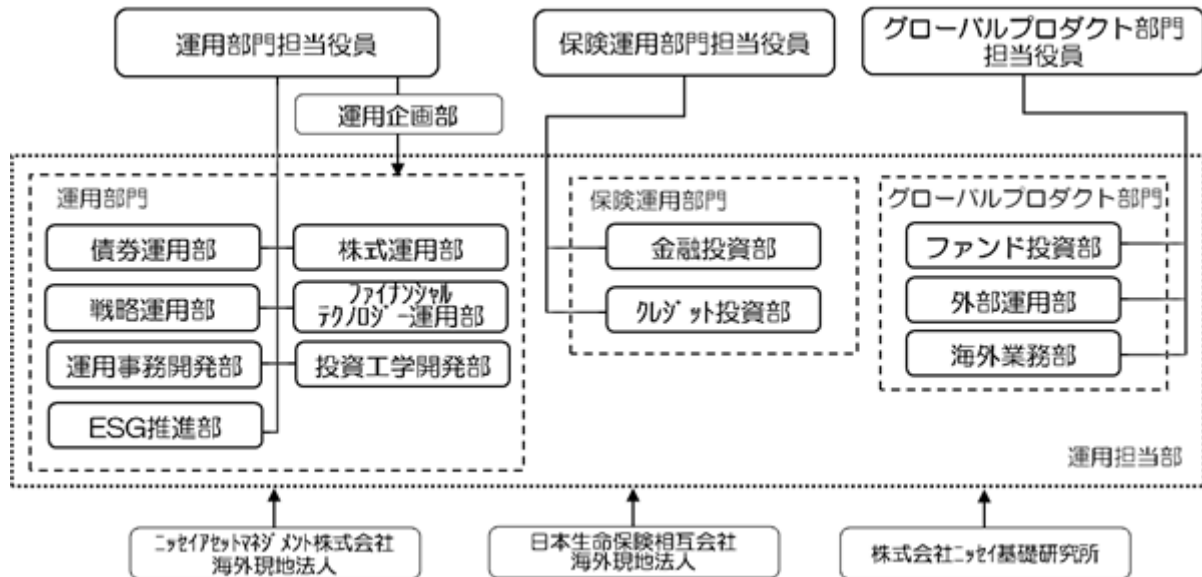 運用部門担当役員
保険運用部門担当役員
グローバルプロダクト部門
担当役員
運用企画部
運用部門
債券運用部
株式運用部
戦略運用部
ファイナンシャル
テクノロジー運用部
運用事務開発部
投資工学開発部
ESG推進部
保険運用部門
金融投資部
クレジット投資部
グローバルプロダクト部門
ファンド投資部
外部運用部
海外業務部
運用担当部
ニッセイアセットマネジメント株式会社
海外現地法人
日本生命保険相互会社
海外現地法人
株式会社ニッセイ基礎研究所